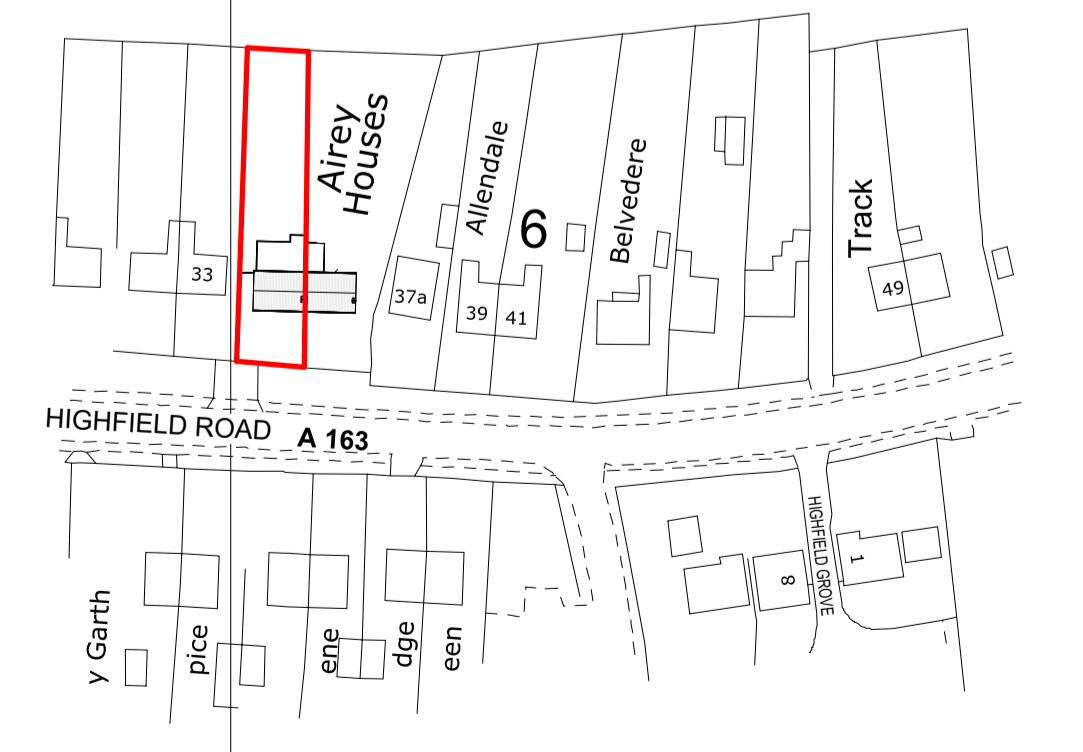 Airey
Houses
Allendale
6
Belvedere
Track
33
37a
39
41
49
HIGHFIELD ROAD
A 163
HIGHFIELD GROVE
8
1
y Garth
pice
ene
dge
een